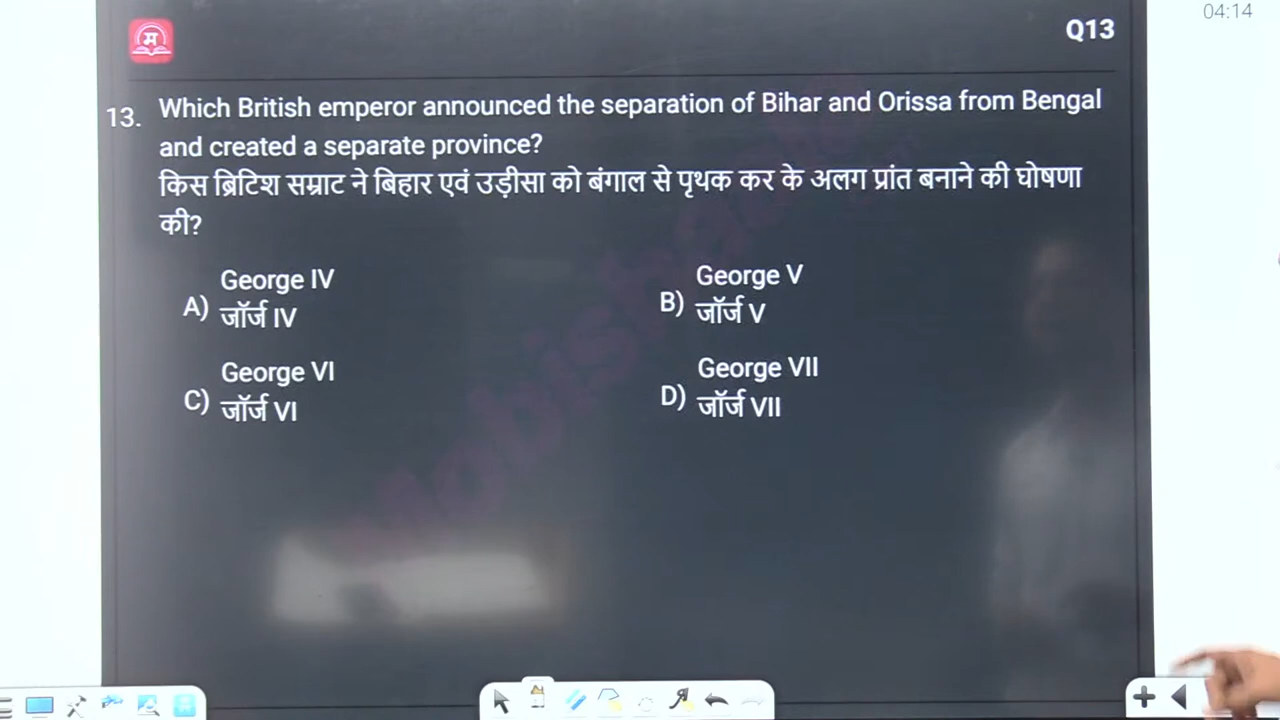 04:14
म
Q13
13. Which British emperor announced the separation of Bihar and Orissa from Bengal
and created a separate province?
किस ब्रिटिश सम्राट ने बिहार एवं उड़ीसा को बंगाल से पृथक कर के अलग प्रांत बनाने की घोषणा
की?
A) George IV
जॉर्ज IV
B) George V
जॉर्ज V
C) George VI
जॉर्ज VI
D) George VII
जॉर्ज VII